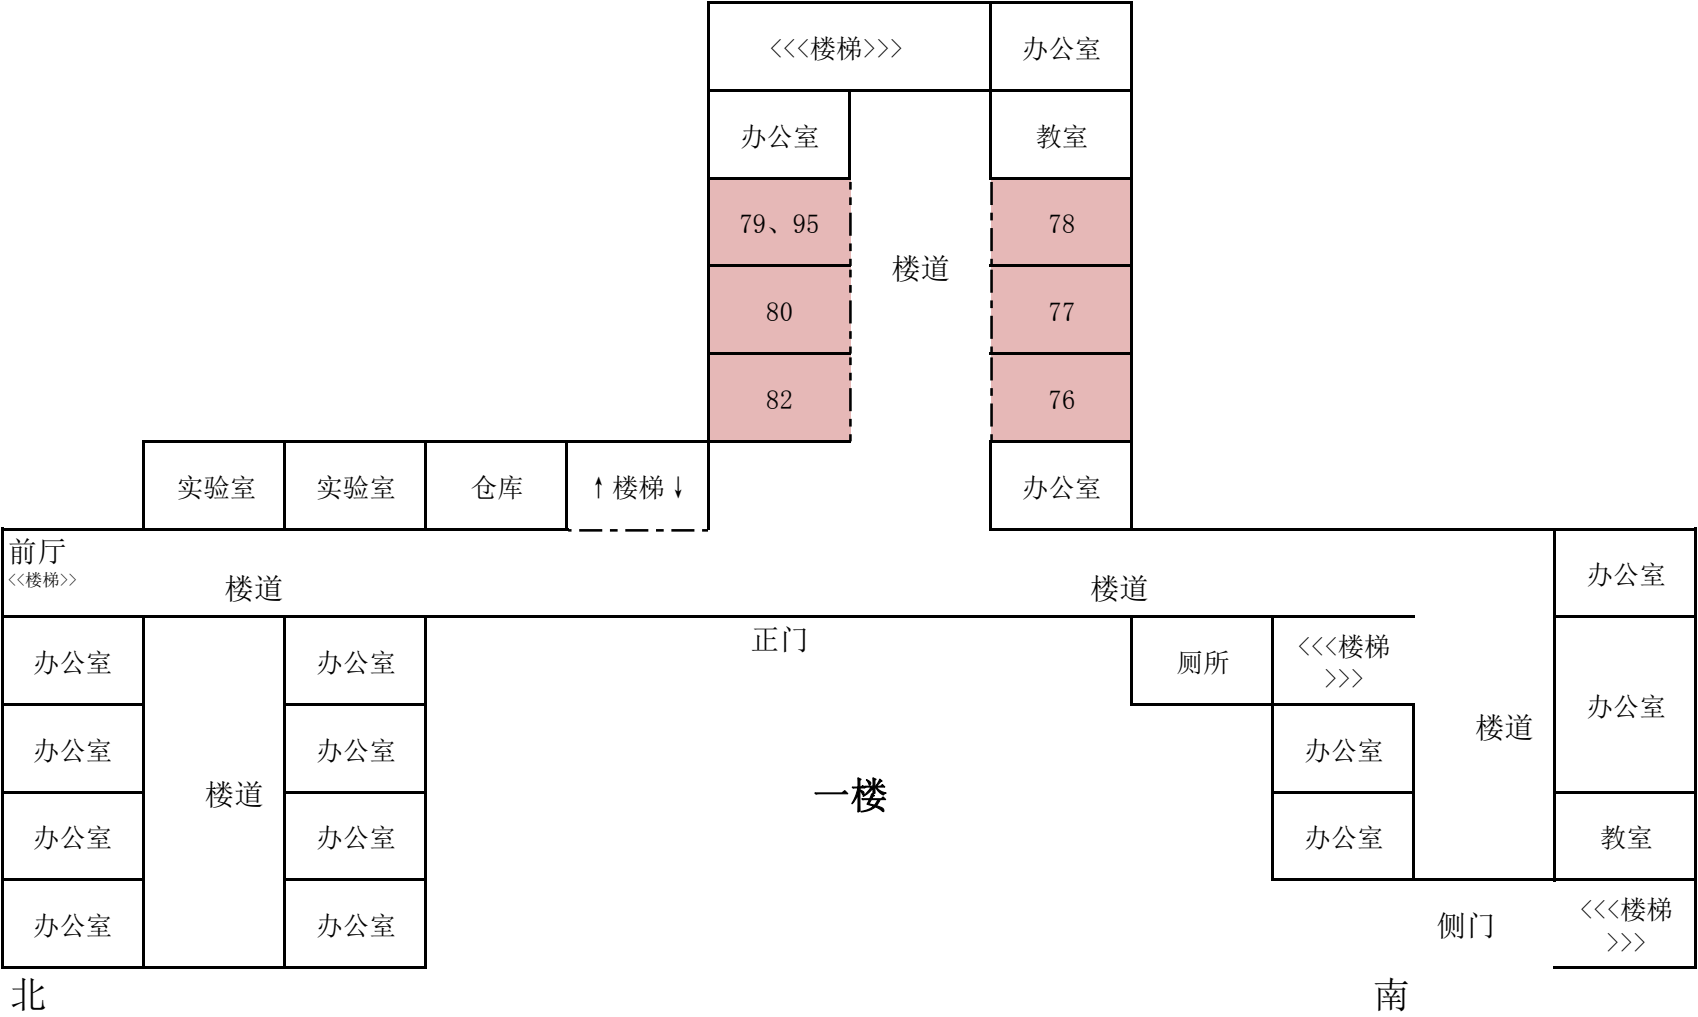 <<<楼梯>>>
办公室
办公室
教室
79、95
78
楼道
80
77
82
76
实验室
实验室
仓库
↑楼梯↓
办公室
前厅
<<楼梯>>
楼道
楼道
办公室
正门
办公室
办公室
厕所
<<<楼梯
>>>
办公室
楼道
办公室
办公室
办公室
楼道
一楼
办公室
办公室
办公室
办公室
教室
办公室
办公室
侧门
<<<楼梯
>>>
北
南